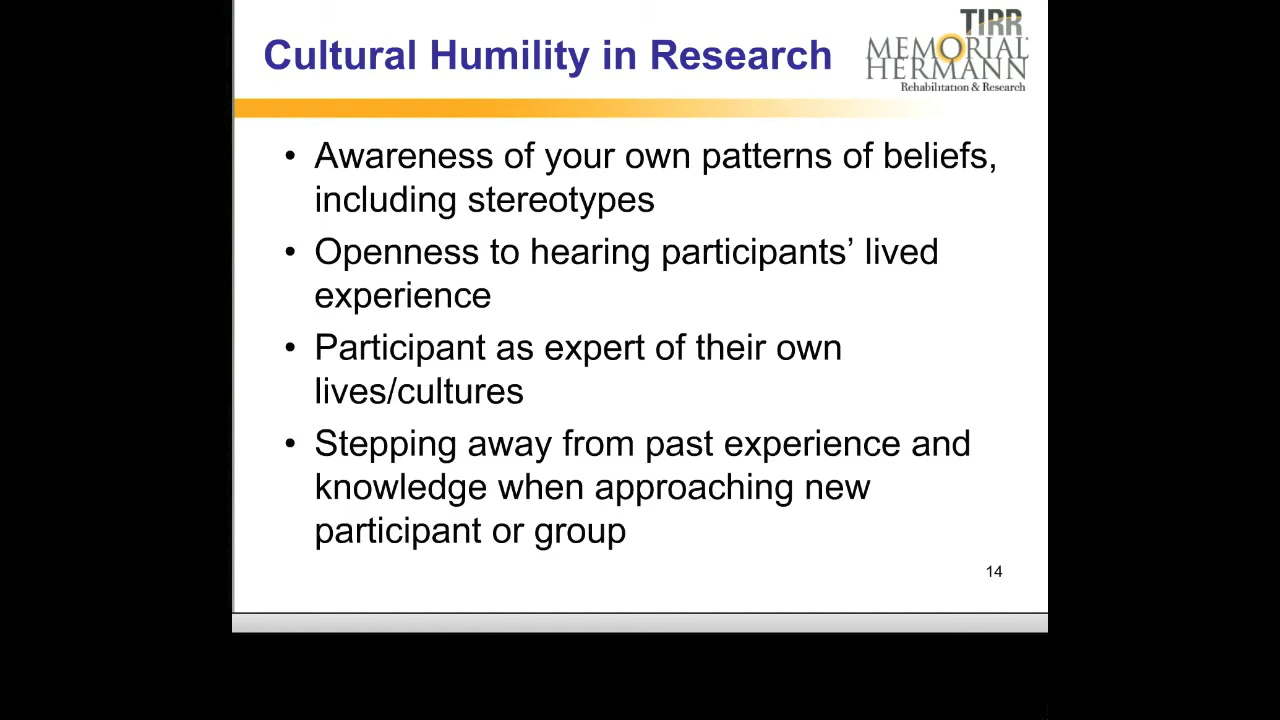 Cultural Humility in Research
TIRR
MEMORIAL
HERMANN
Rehabilitation & Research
• Awareness of your own patterns of beliefs,
including stereotypes
• Openness to hearing participants’ lived
experience
• Participant as expert of their own
lives/cultures
• Stepping away from past experience and
knowledge when approaching new
participant or group
14